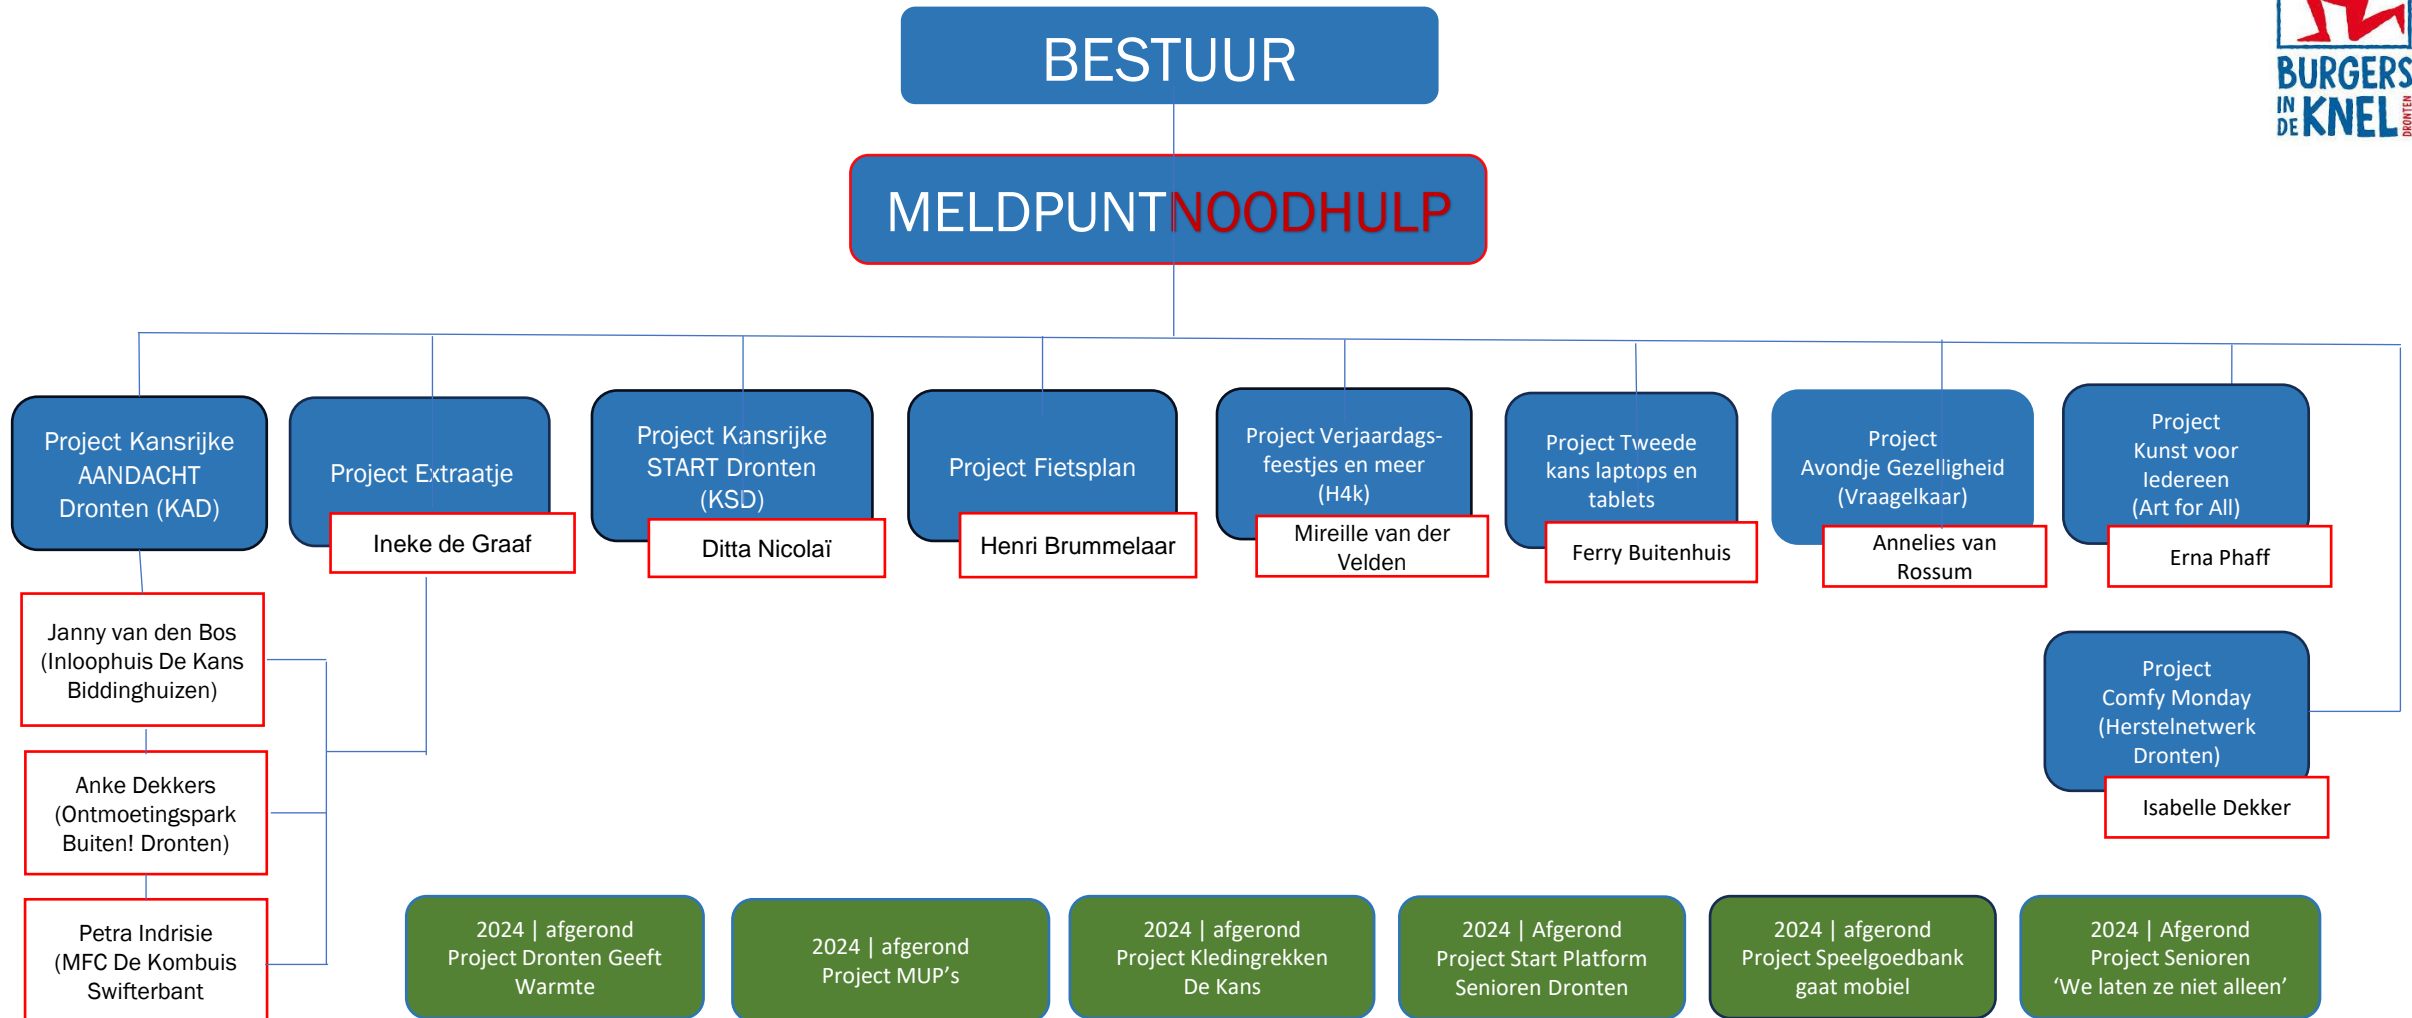 BESTUUR
BURGERS
IN DE KNEL
DRONTEN
MELDPUNTNOODHULP
Project Kansrijke
AANDACHT
Dronten (KAD)
Project Extraatje
Ineke de Graaf
Project Kansrijke
START Dronten
(KSD)
Ditta Nicolaï
Project Fietsplan
Henri Brummelaar
Project Verjaardags-
feestjes en meer
(H4k)
Mireille van der
Velden
Project Tweede
kans laptops en
tablets
Ferry Buitenhuis
Project
Avondje Gezelligheid
(Vraagelkaar)
Annelies van
Rossum
Project
Kunst voor
Iedereen
(Art for All)
Erna Phaff
Janny van den Bos
(Inloophuis De Kans
Biddinghuizen)
Anke Dekkers
(Ontmoetingspark
Buiten! Dronten)
Petra Indrisie
(MFC De Kombuis
Swifterbant
Project
Comfy Monday
(Herstelnetwerk
Dronten)
Isabelle Dekker
2024 | afgerond
Project Dronten Geeft
Warmte
2024 | afgerond
Project MUP’s
2024 | afgerond
Project Kledingrekken
De Kans
2024 | Afgerond
Project Start Platform
Senioren Dronten
2024 | afgerond
Project Speelgoedbank
gaat mobiel
2024 | Afgerond
Project Senioren
‘We laten ze niet alleen’